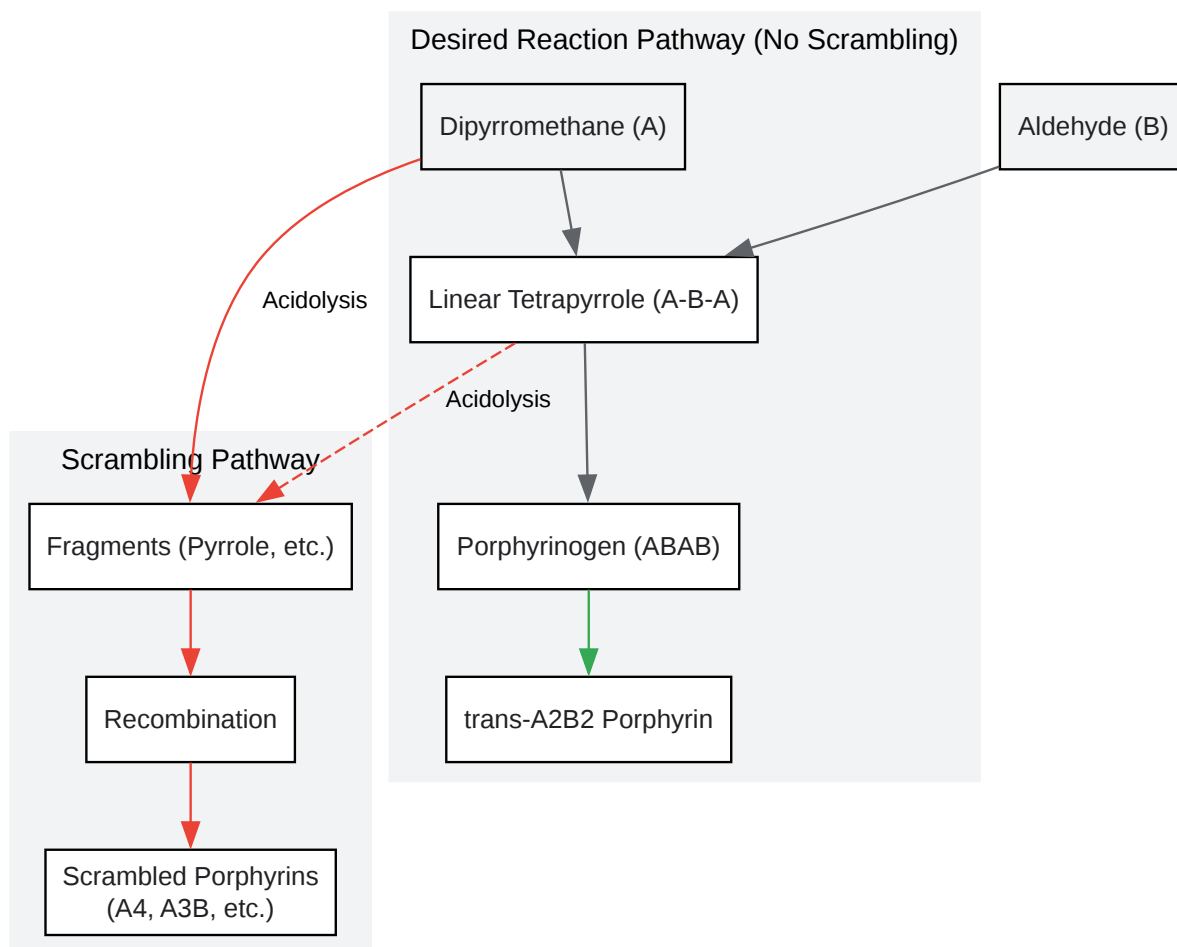 Desired Reaction Pathway (No Scrambling)
Dipyrromethane (A)
Aldehyde (B)
Linear Tetrapyrrole (A-B-A)
Acidolysis
Acidolysis
Scrambling Pathway
Fragments (Pyrrole, etc.)
Porphyrinogen (ABAB)
Recombination
trans-A2B2 Porphyrin
Scrambled Porphyrins
(A4, A3B, etc.)